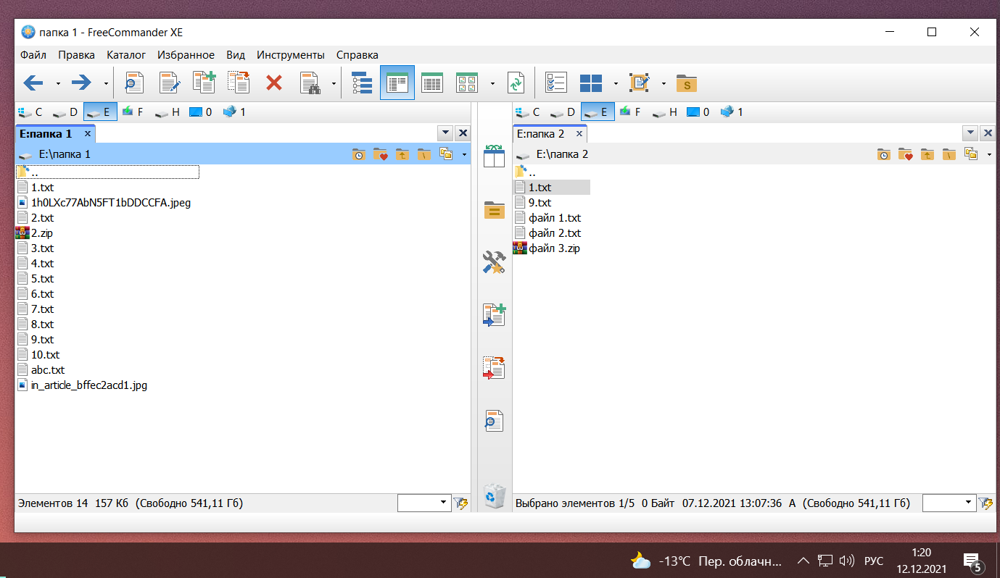 папка 1 - FreeCommander XE
Файл Правка Каталог Избранное Вид Инструменты Справка
S
C D E F H 0 1
C D E F H 0 1
E:папка 1
E:папка 2
E:\папка 1
E:\папка 2
..
1.txt
1h0LXc77AbN5FT1bDDCCFA.jpeg
2.txt
2.zip
3.txt
4.txt
5.txt
6.txt
7.txt
8.txt
9.txt
10.txt
abc.txt
in_article_bffec2acd1.jpg
..
1.txt
9.txt
файл 1.txt
файл 2.txt
файл 3.zip
Элементов 14 157 Кб (Свободно 541,11 Гб)
Выбрано элементов 1/5 0 Байт 07.12.2021 13:07:36 A (Свободно 541,11 Гб)
-13°C Пер. облачн...
РУС
1:20
12.12.2021
5